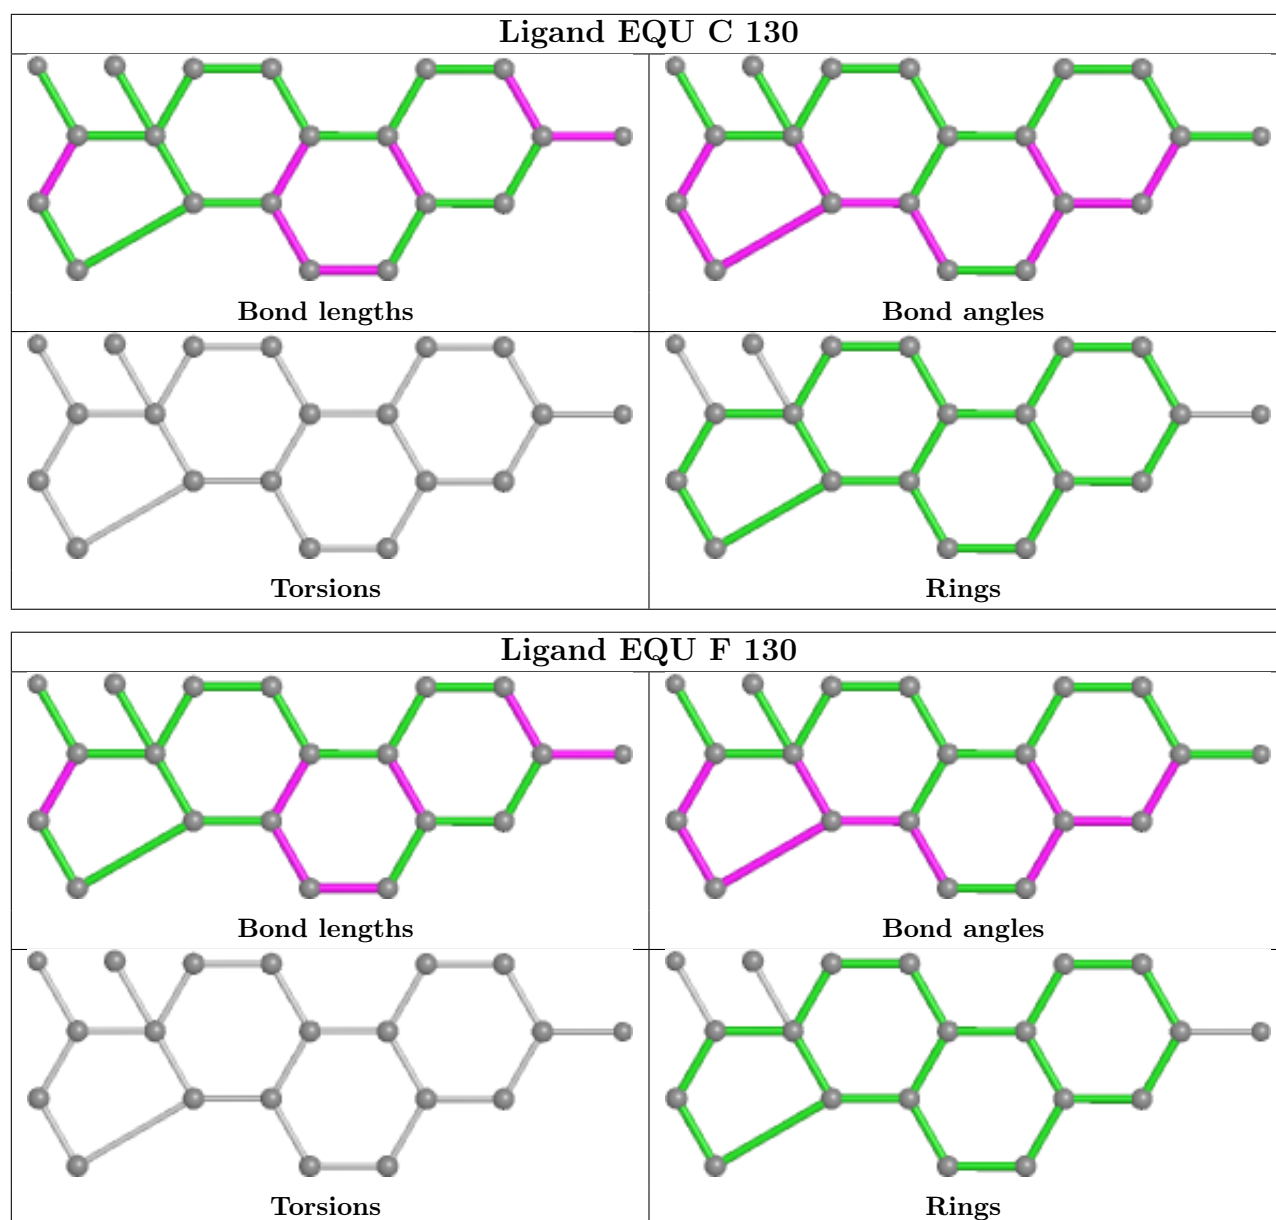 Ligand EQU C 130
Bond lengths
Bond angles
Torsions
Rings
Ligand EQU F 130
Bond lengths
Bond angles
Torsions
Rings